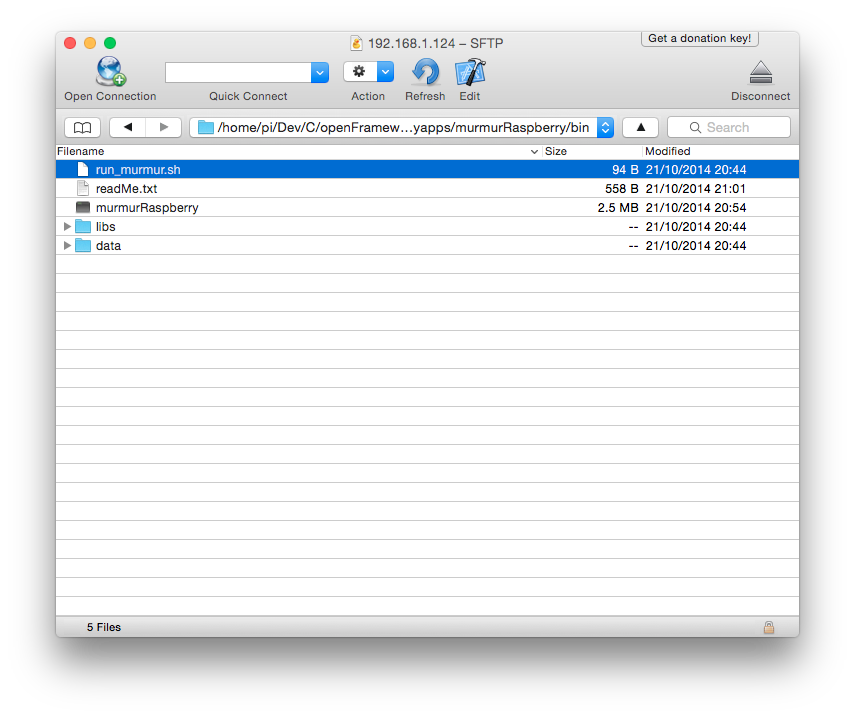 192.168.1.124 – SFTP
Get a donation key!
Open Connection Quick Connect Action Refresh Edit Disconnect
/home/pi/Dev/C/openFramew…yapps/murmurRaspberry/bin Search
Filename Size Modified
run_murmur.sh 94 B 21/10/2014 20:44
readMe.txt 558 B 21/10/2014 21:01
murmurRaspberry 2.5 MB 21/10/2014 20:54
libs -- 21/10/2014 20:44
data -- 21/10/2014 20:44
5 Files